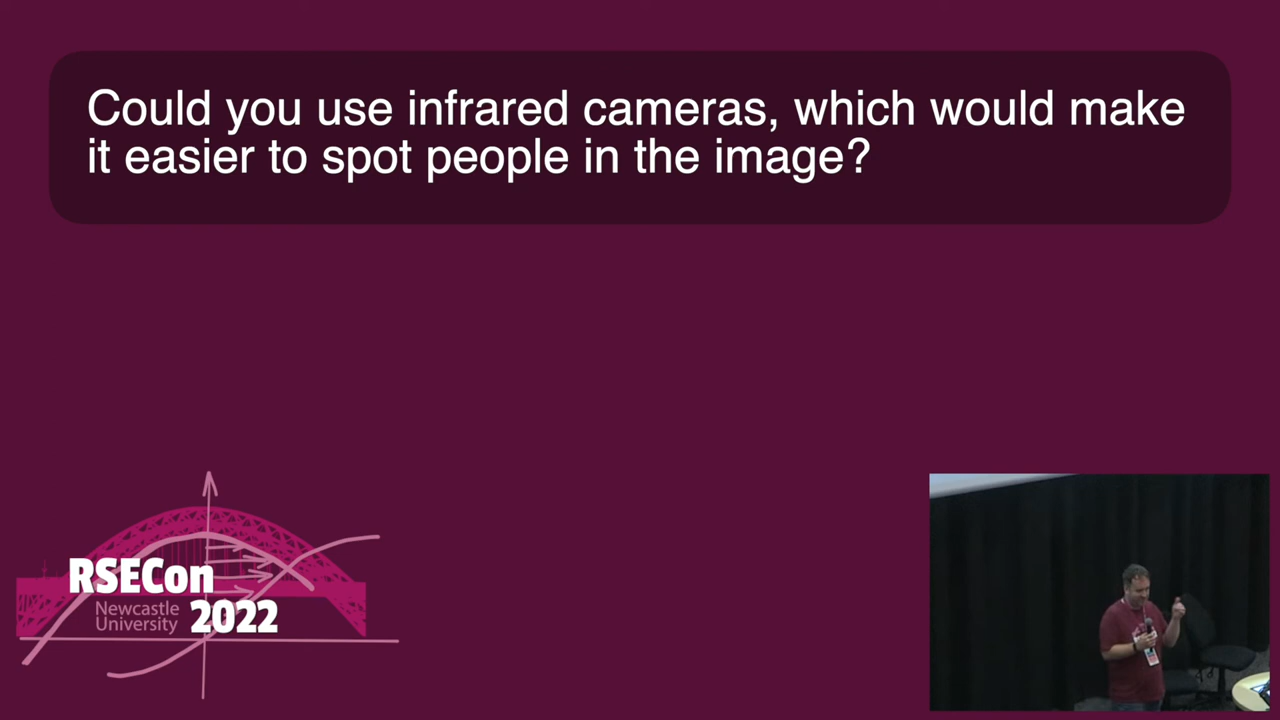 Could you use infrared cameras, which would make
it easier to spot people in the image?
RSECon
Newcastle
University
2022